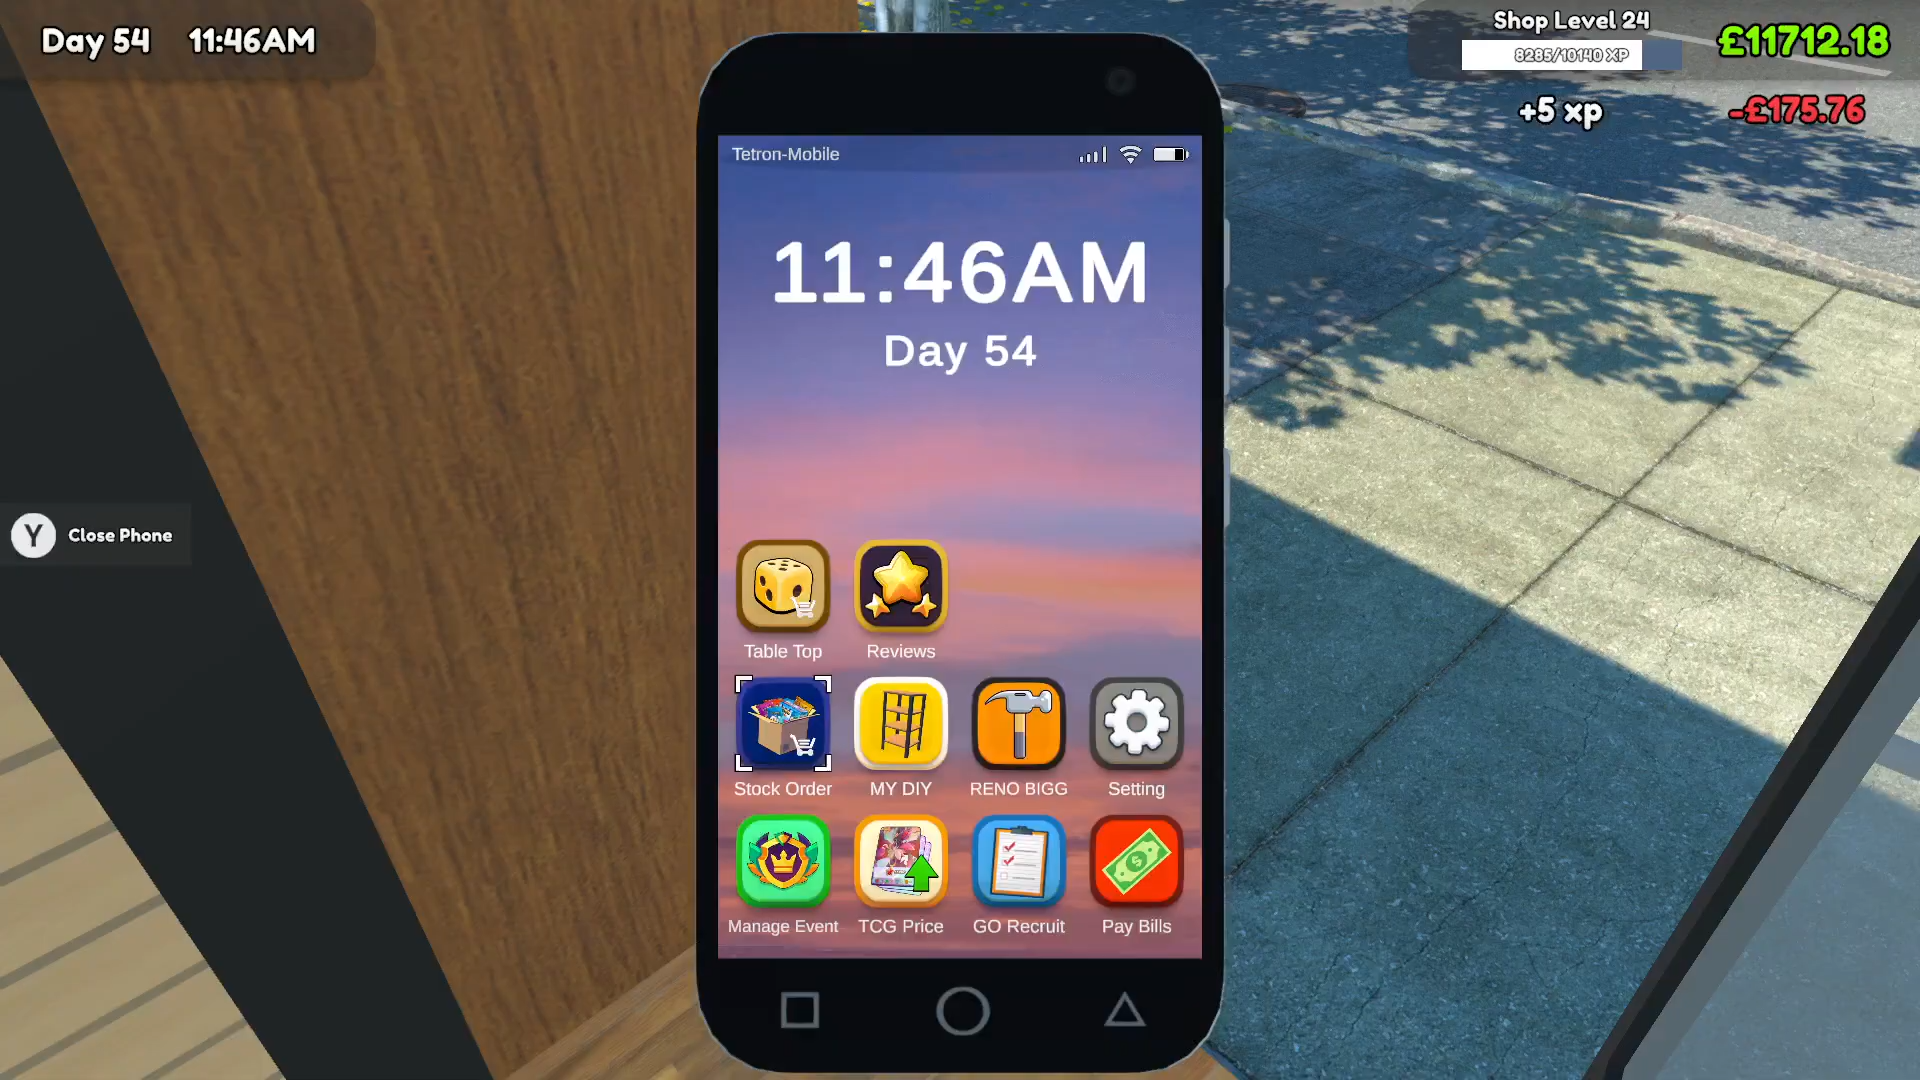 Day 54 11:46AM
Shop Level 24
8285/10140 XP
£11712.18
+5 xp
-£175.76
Tetron-Mobile
11:46AM
Day 54
Y Close Phone
Table Top
Reviews
Stock Order
MY DIY
RENO BIGG
Setting
Manage Event
TCG Price
GO Recruit
Pay Bills